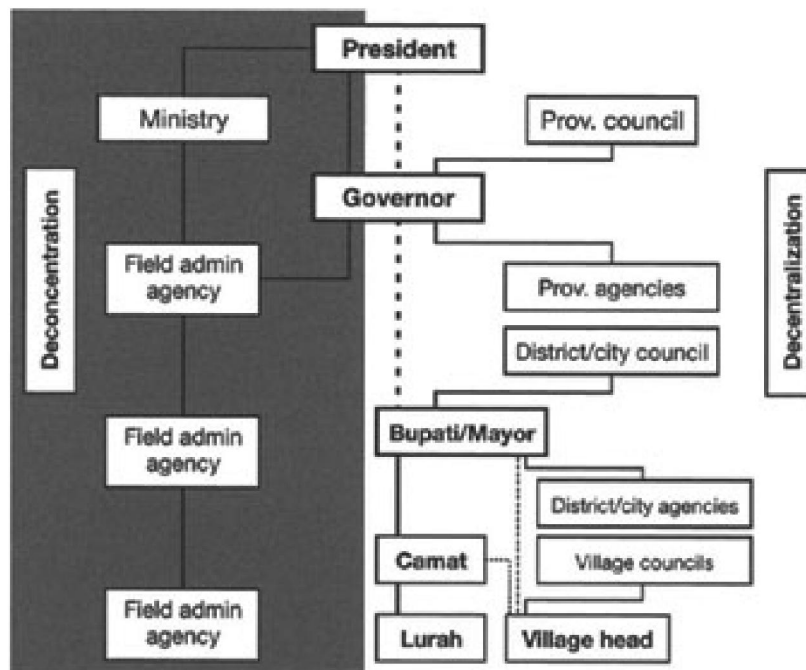 President
Ministry
Prov. council
Governor
Deconcentration
Decentralization
Field admin
agency
Prov. agencies
District/city council
Bupati/Mayor
Field admin
agency
District/city agencies
Camat
Village councils
Field admin
agency
Lurah
Village head